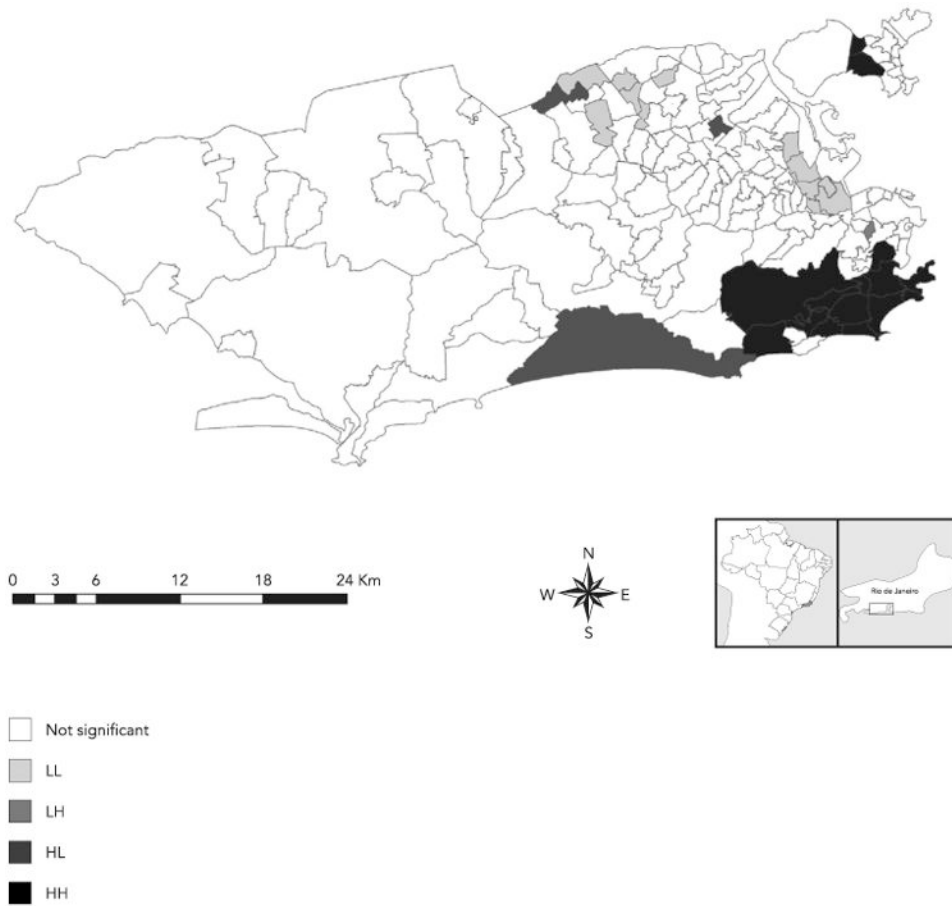 N
W E
S
0 3 6 12 18 24 Km
Rio de Janeiro
Not significant
LL
LH
HL
HH